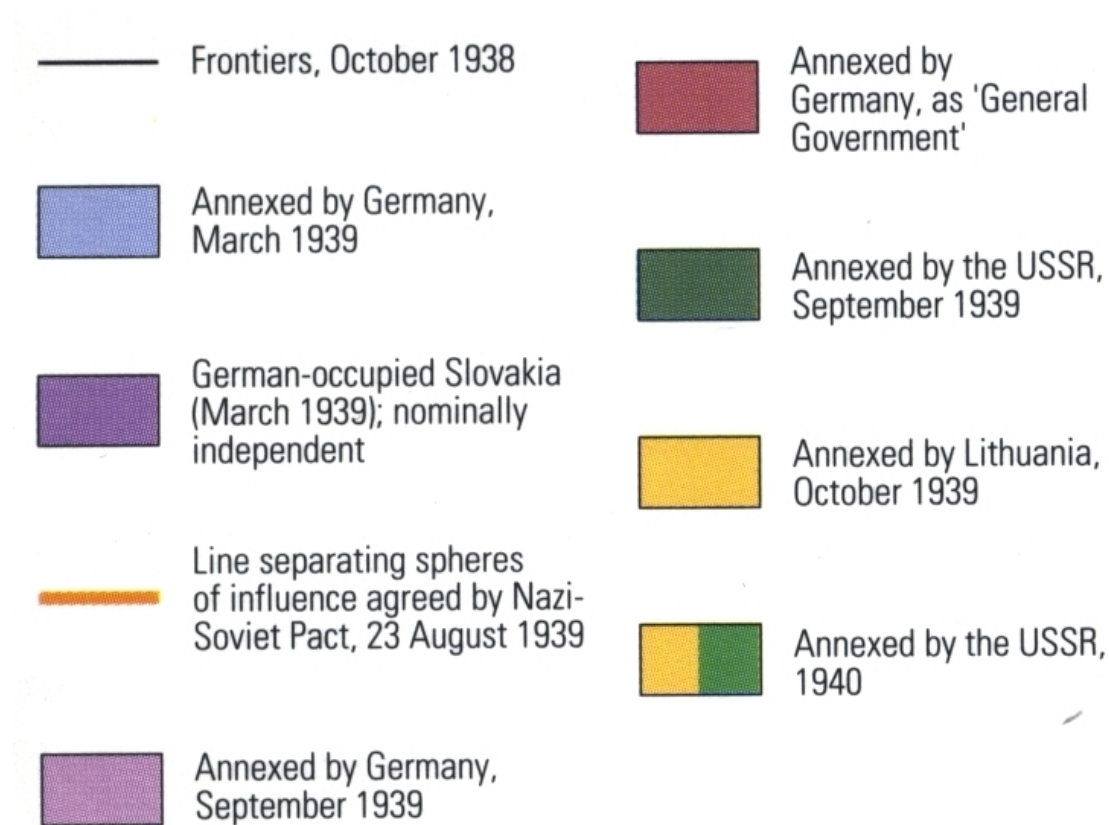 Frontiers, October 1938
Annexed by Germany,
March 1939
German-occupied Slovakia
(March 1939); nominally
independent
Line separating spheres
of influence agreed by Nazi-
Soviet Pact, 23 August 1939
Annexed by Germany,
September 1939
Annexed by
Germany, as 'General
Government'
Annexed by the USSR,
September 1939
Annexed by Lithuania,
October 1939
Annexed by the USSR,
1940